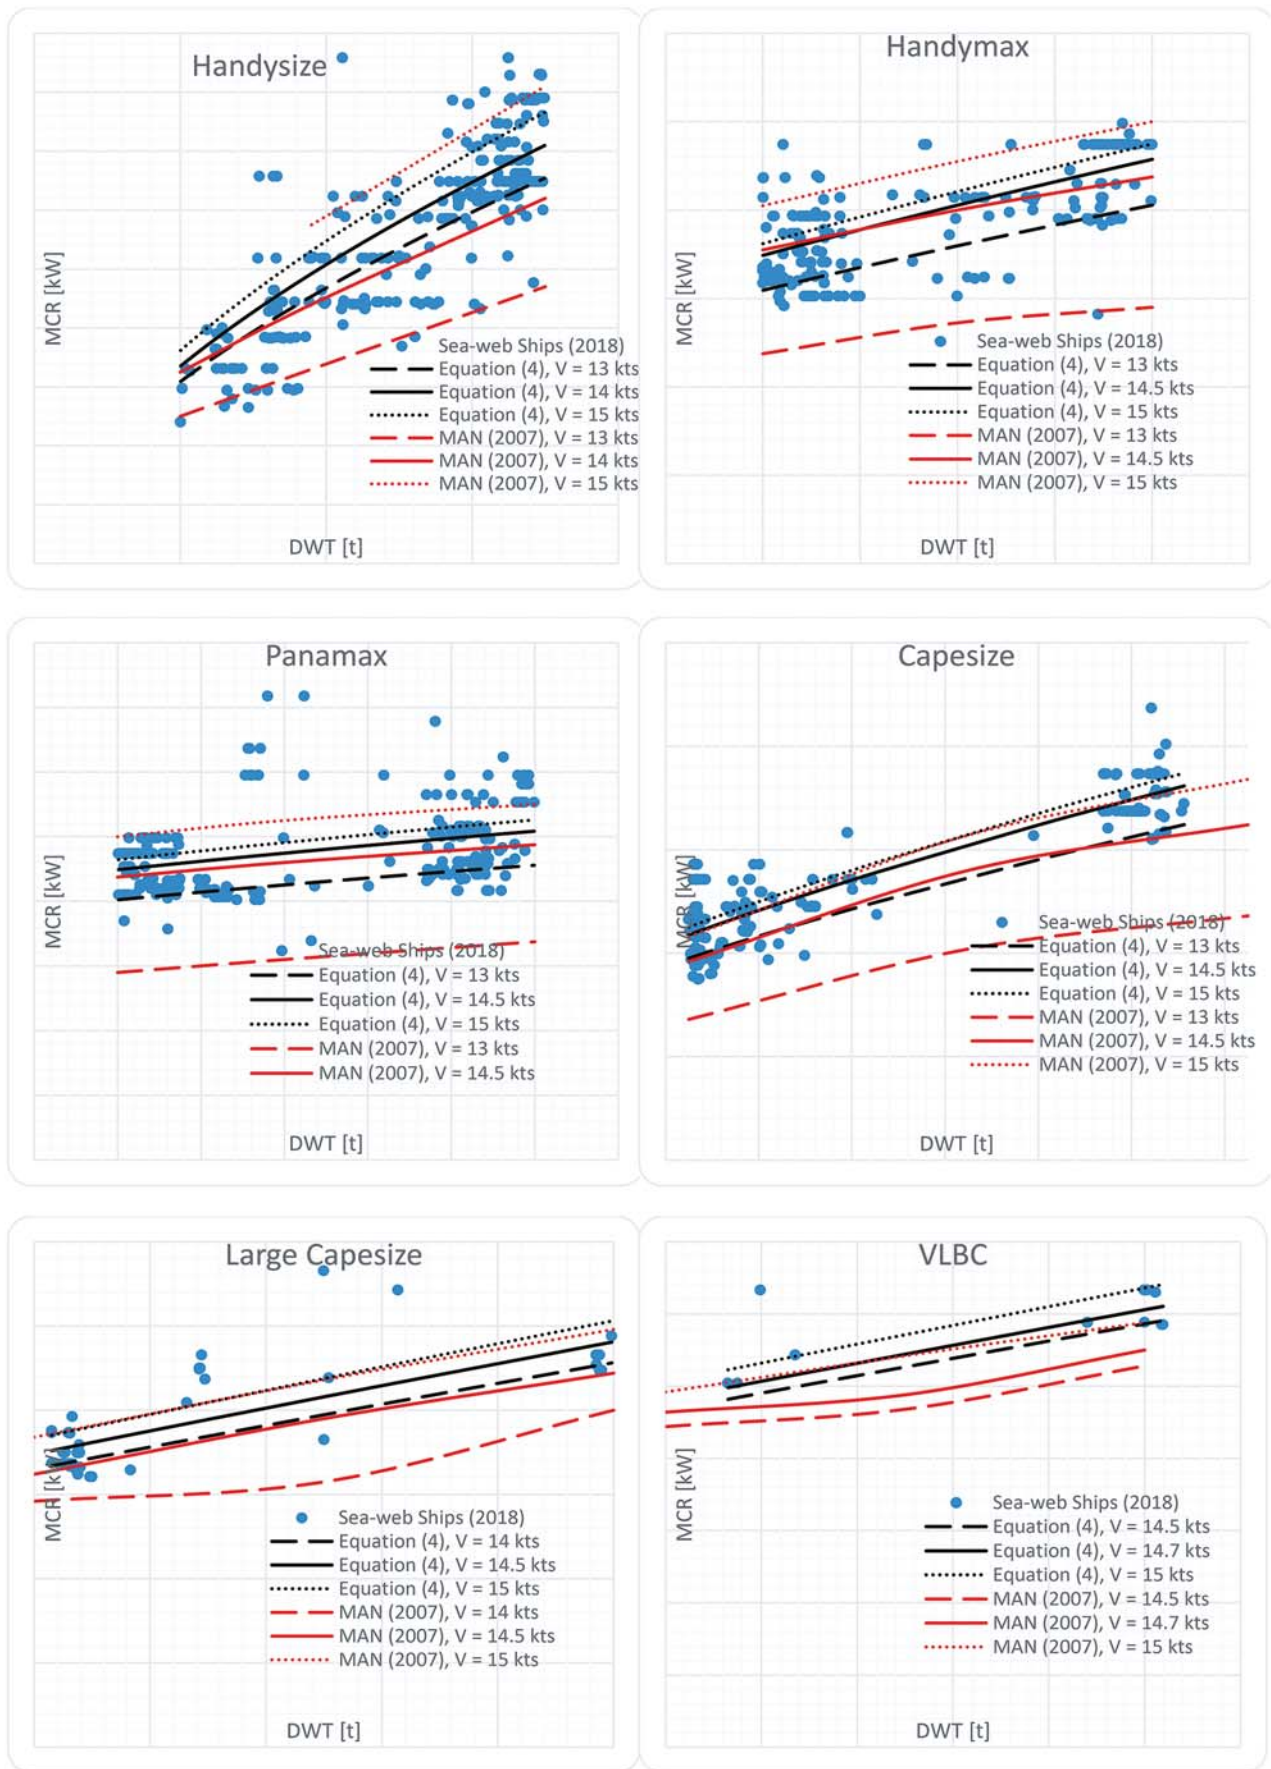 Handysize
MCR [kW]
Sea-web Ships (2018)
Equation (4), V = 13 kts
Equation (4), V = 14 kts
Equation (4), V = 15 kts
MAN (2007), V = 13 kts
MAN (2007), V = 14 kts
MAN (2007), V = 15 kts
DWT [t]
Handymax
MCR [kW]
Sea-web Ships (2018)
Equation (4), V = 13 kts
Equation (4), V = 14.5 kts
Equation (4), V = 15 kts
MAN (2007), V = 13 kts
MAN (2007), V = 14.5 kts
MAN (2007), V = 15 kts
DWT [t]
Panamax
MCR [kW]
Sea-web Ships (2018)
Equation (4), V = 13 kts
Equation (4), V = 14.5 kts
Equation (4), V = 15 kts
MAN (2007), V = 13 kts
MAN (2007), V = 14.5 kts
DWT [t]
Capesize
MCR [kW]
Sea-web Ships (2018)
Equation (4), V = 13 kts
Equation (4), V = 14.5 kts
Equation (4), V = 15 kts
MAN (2007), V = 13 kts
MAN (2007), V = 14.5 kts
MAN (2007), V = 15 kts
DWT [t]
Large Capesize
MCR [kW]
Sea-web Ships (2018)
Equation (4), V = 14 kts
Equation (4), V = 14.5 kts
Equation (4), V = 15 kts
MAN (2007), V = 14 kts
MAN (2007), V = 14.5 kts
MAN (2007), V = 15 kts
DWT [t]
VLBC
MCR [kW]
Sea-web Ships (2018)
Equation (4), V = 14.5 kts
Equation (4), V = 14.7 kts
Equation (4), V = 15 kts
MAN (2007), V = 14.5 kts
MAN (2007), V = 14.7 kts
MAN (2007), V = 15 kts
DWT [t]